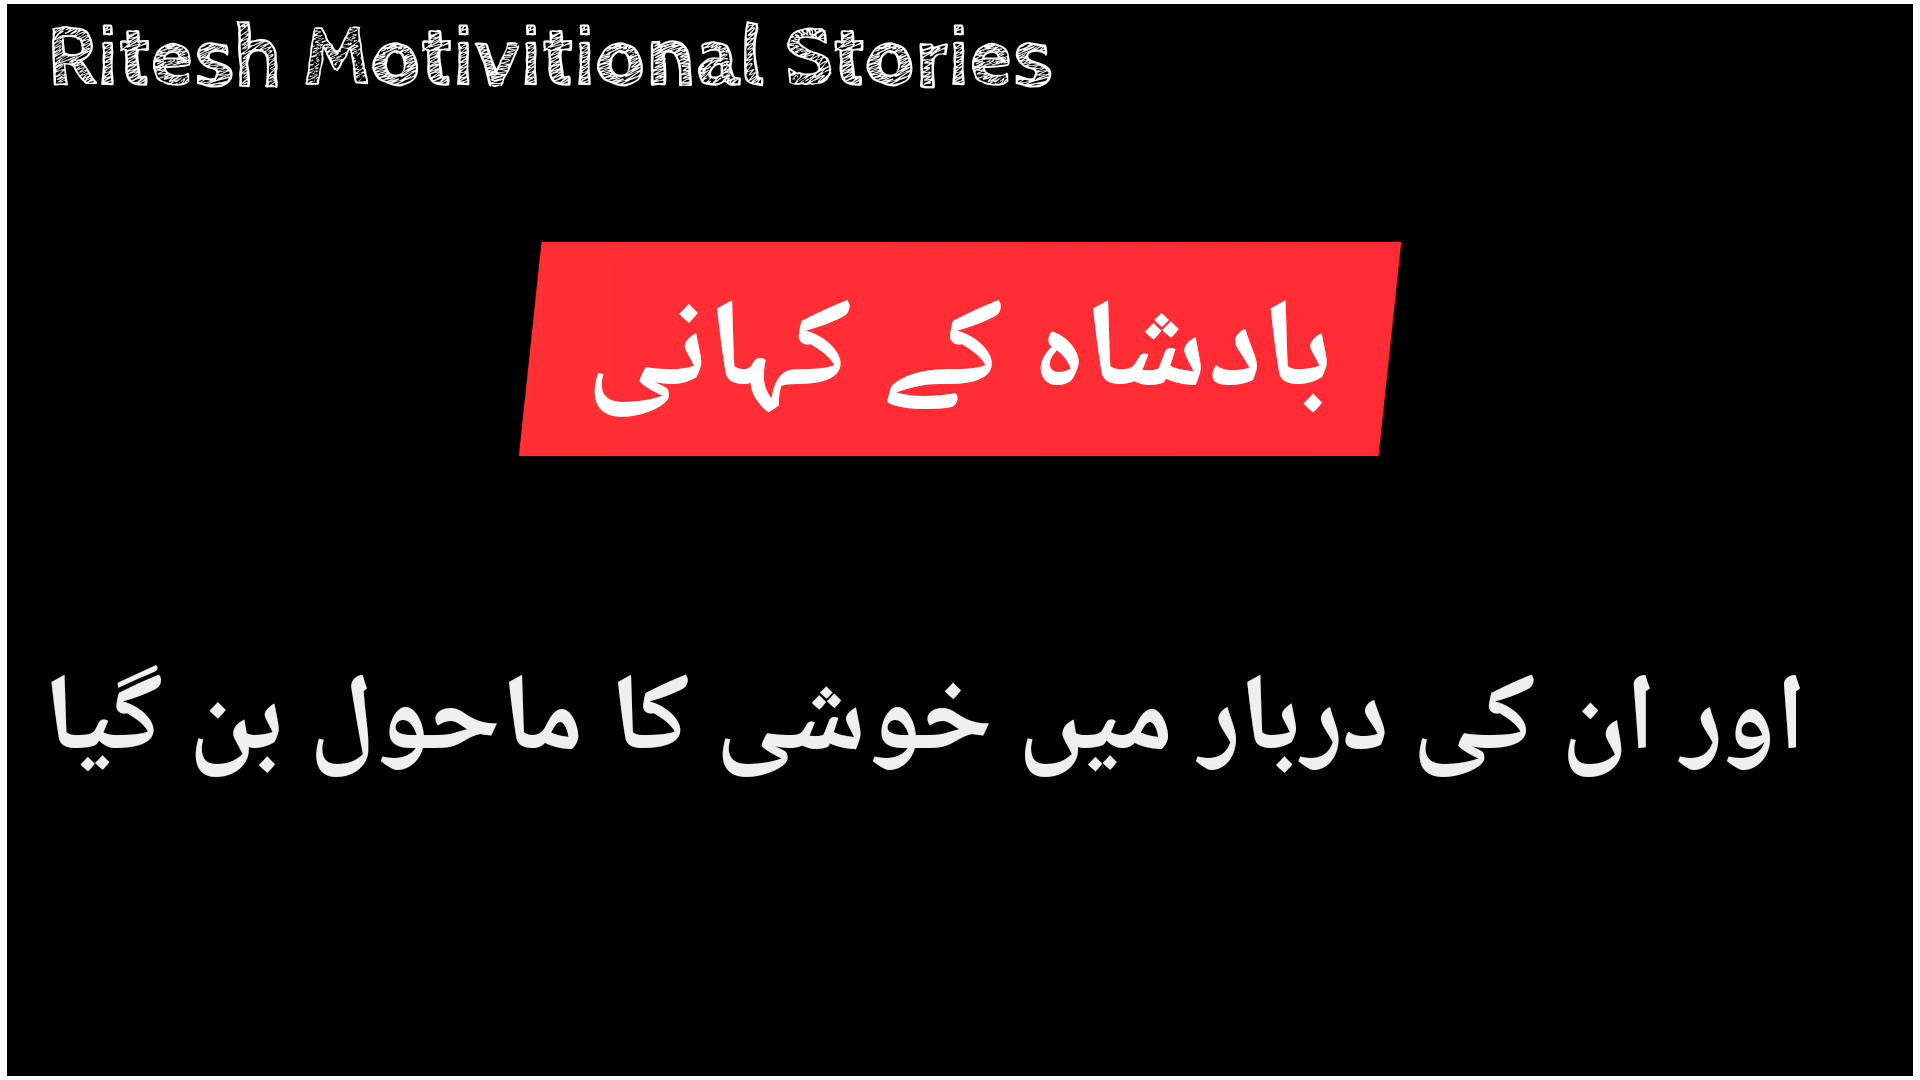 Ritesh Motivitional Stories
بادشاہ کے کہانی
اور ان کی دربار میں خوشی کا ماحول بن گیا